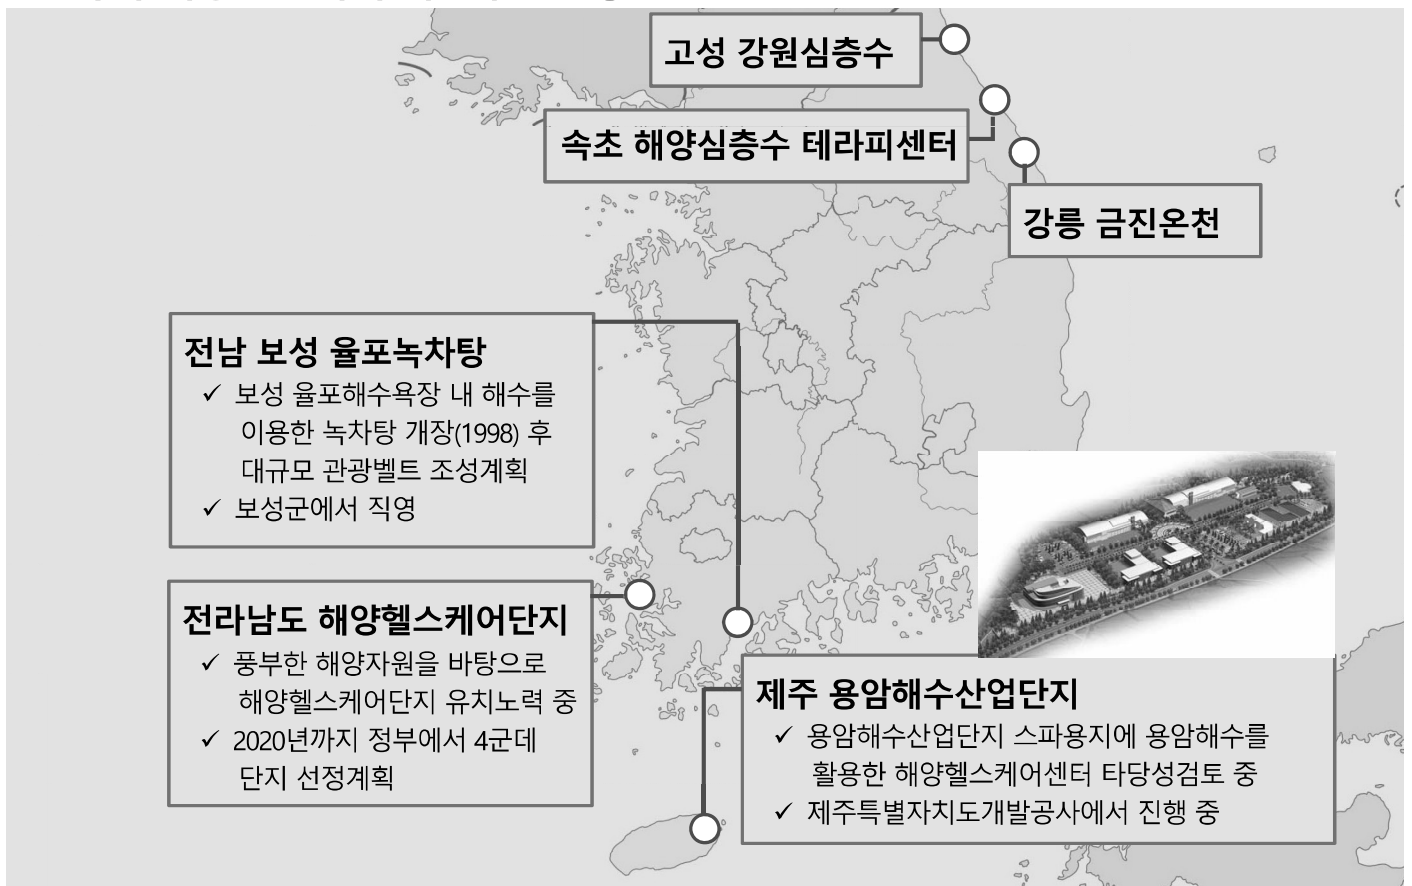 고성 강원심층수
속초 해양심층수 테라피센터
강릉 금진온천
전남 보성 율포녹차탕
✓ 보성 율포해수욕장 내 해수를
이용한 녹차탕 개장(1998) 후
대규모 관광벨트 조성계획
✓ 보성군에서 직영
전라남도 해양헬스케어단지
✓ 풍부한 해양자원을 바탕으로
해양헬스케어단지 유치노력 중
✓ 2020년까지 정부에서 4군데
단지 선정계획
제주 용암해수산업단지
✓ 용암해수산업단지 스파용지에 용암해수를
활용한 해양헬스케어센터 타당성검토 중
✓ 제주특별자치도개발공사에서 진행 중